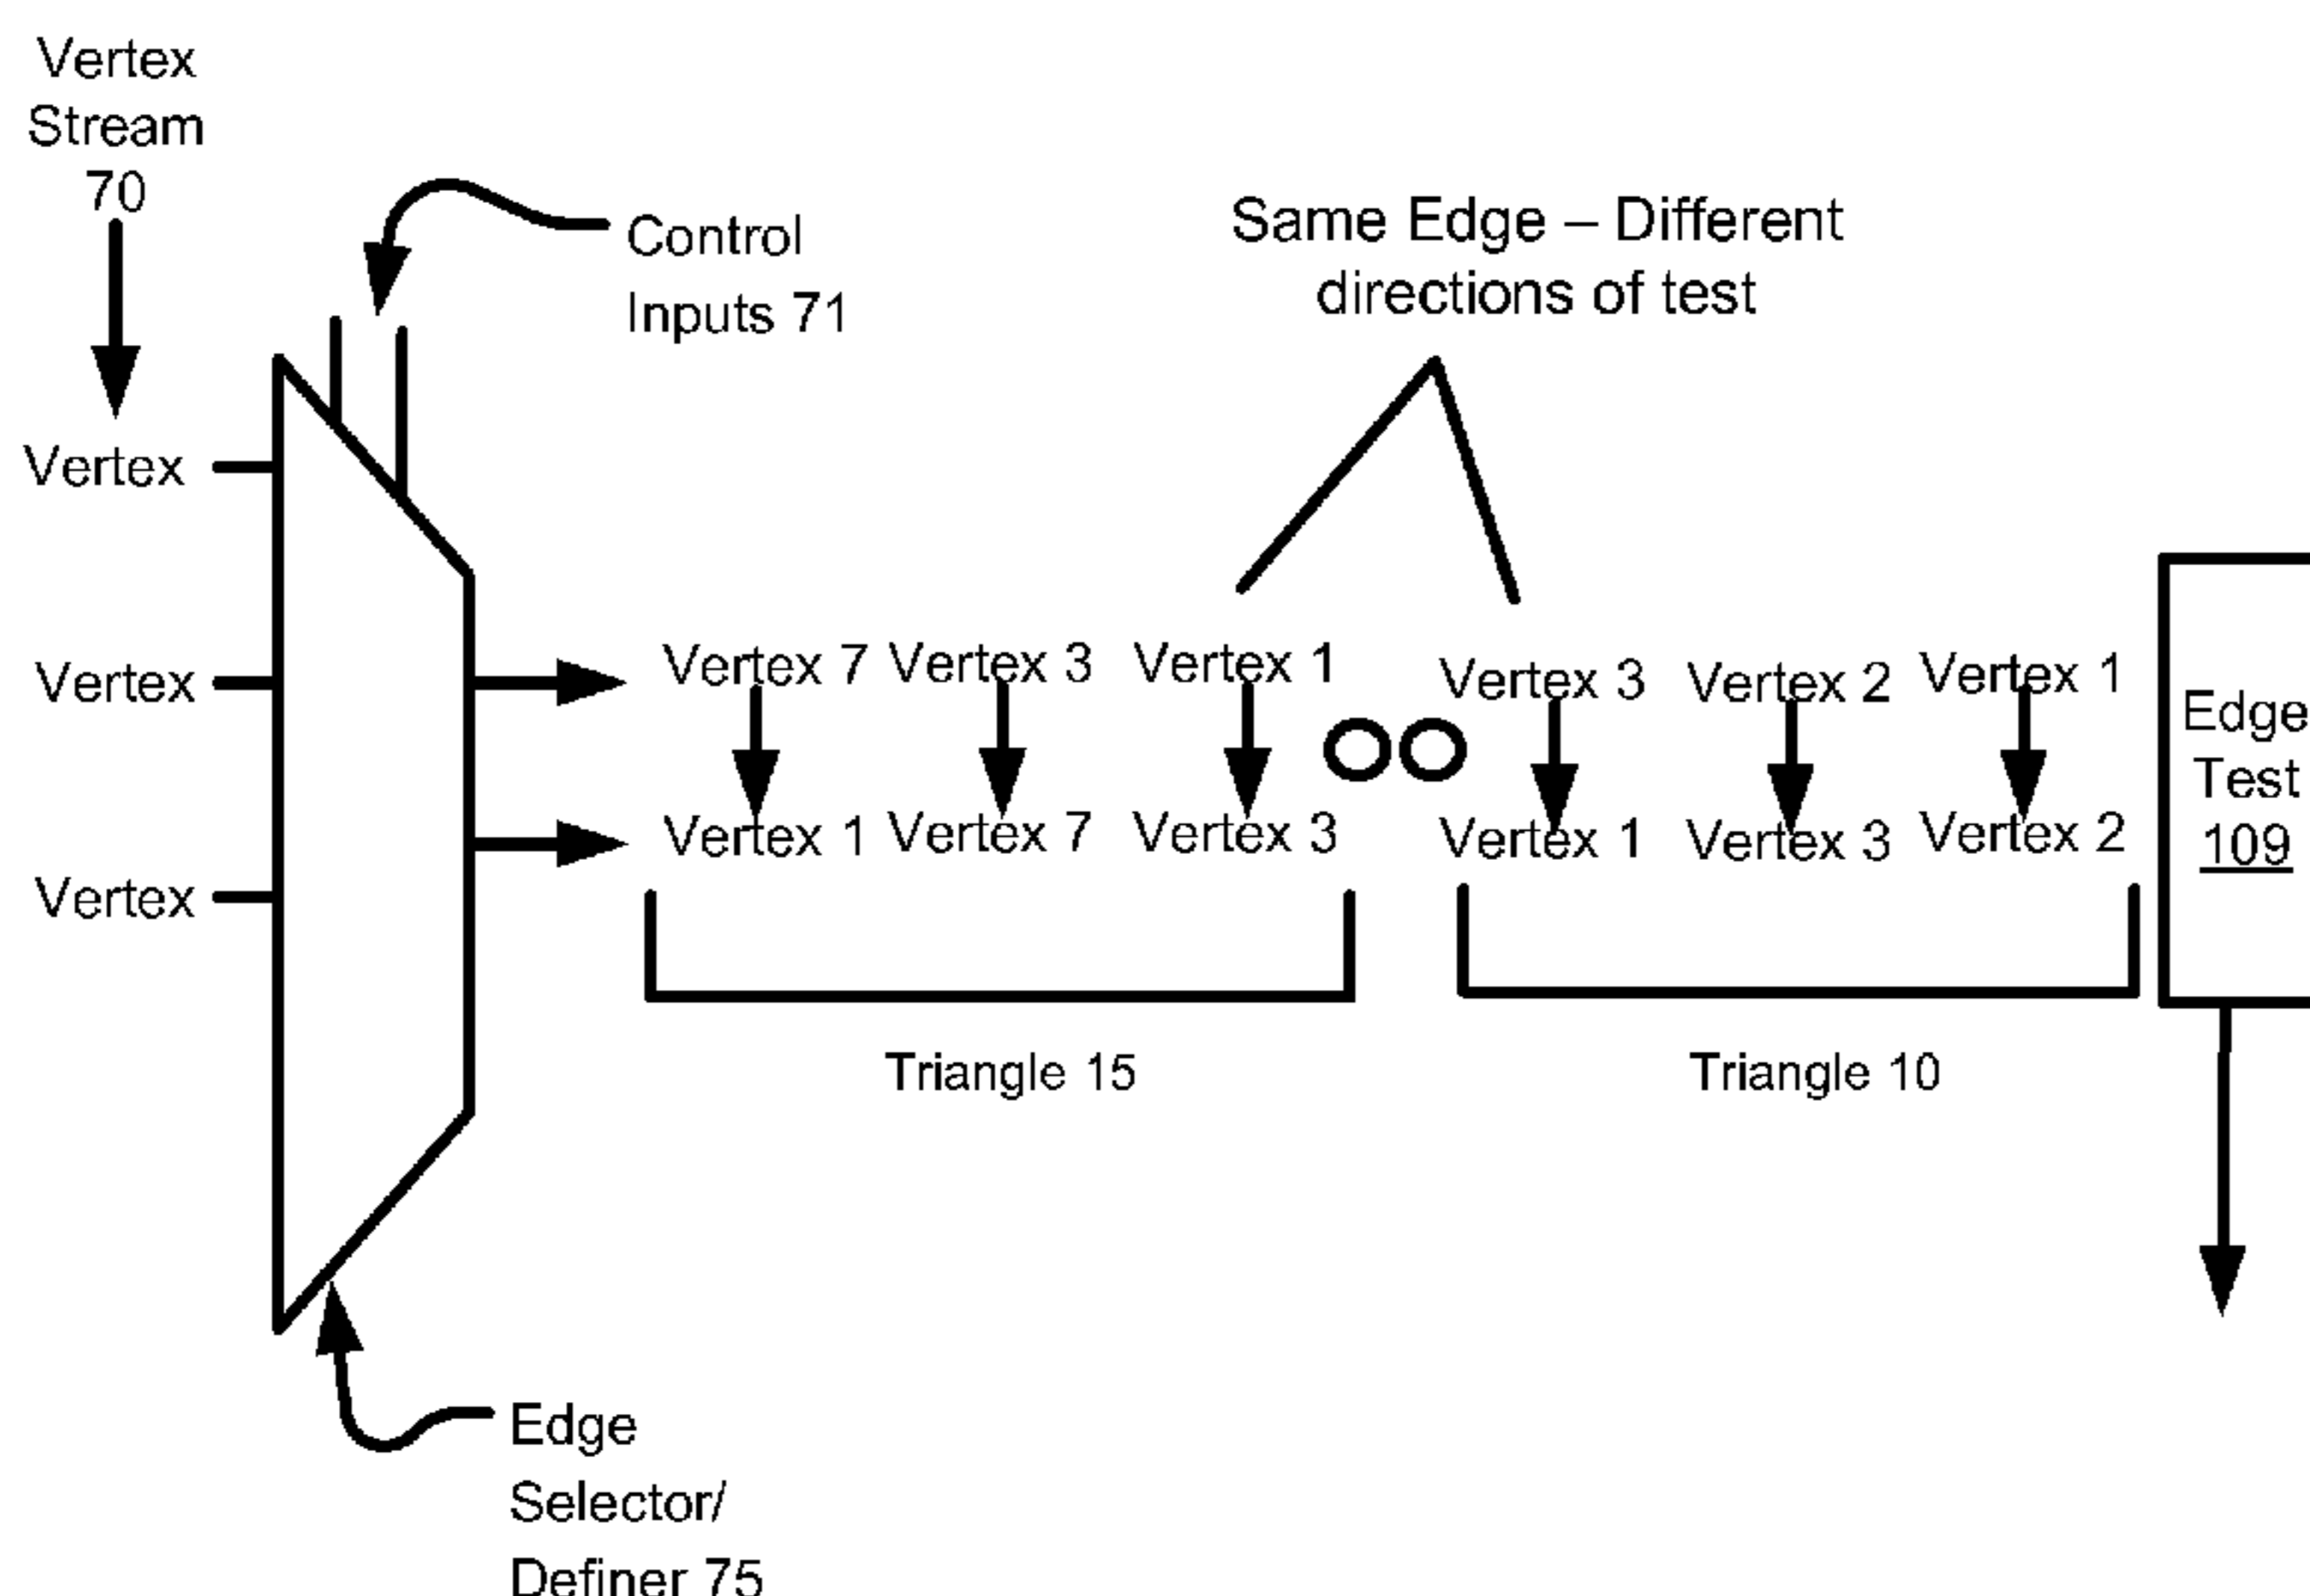 Vertex
Stream
70
Control
Inputs 71
Same Edge – Different
directions of test
Vertex
Vertex
Vertex
Vertex 7 Vertex 3 Vertex 1 Vertex 3 Vertex 2 Vertex 1
Vertex 1 Vertex 7 Vertex 3 Vertex 1 Vertex 3 Vertex 2
Edge
Test
109
Triangle 15
Triangle 10
Edge
Selector/
Definer 75